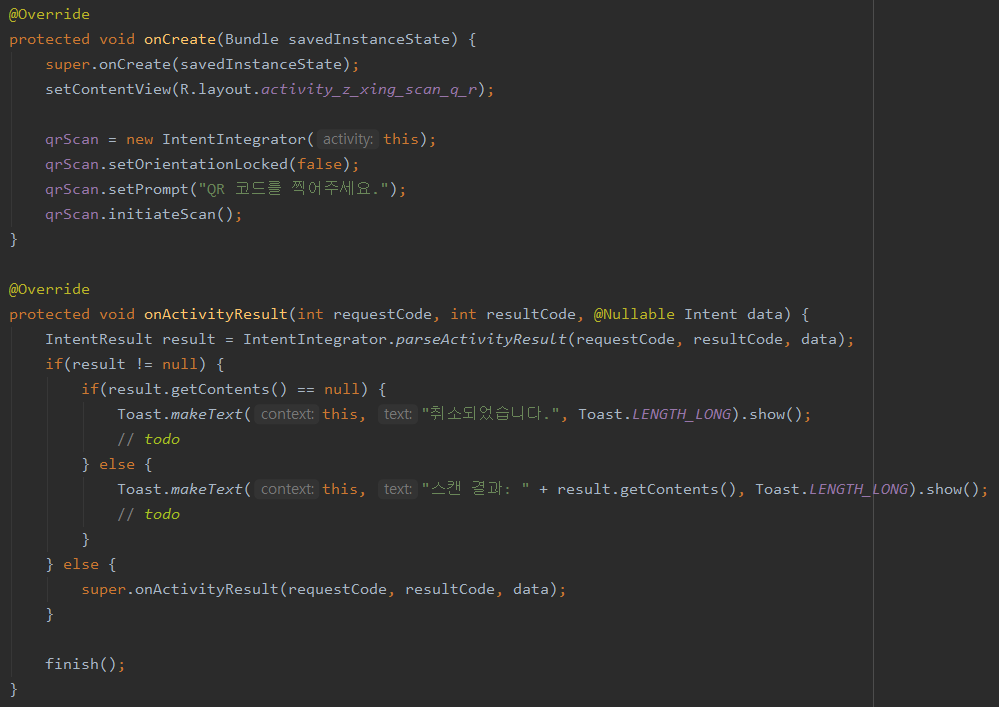 @Override
protected void onCreate(Bundle savedInstanceState) {
    super.onCreate(savedInstanceState);
    setContentView(R.layout.activity_z_xing_scan_q_r);

    qrScan = new IntentIntegrator( activity: this);
    qrScan.setOrientationLocked(false);
    qrScan.setPrompt("QR 코드를 찍어주세요.");
    qrScan.initiateScan();
}

@Override
protected void onActivityResult(int requestCode, int resultCode, @Nullable Intent data) {
    IntentResult result = IntentIntegrator.parseActivityResult(requestCode, resultCode, data);
    if(result != null) {
        if(result.getContents() == null) {
            Toast.makeText( context: this, text: "취소되었습니다.", Toast.LENGTH_LONG).show();
            // todo
        } else {
            Toast.makeText( context: this, text: "스캔 결과: " + result.getContents(), Toast.LENGTH_LONG).show();
            // todo
        }
    } else {
        super.onActivityResult(requestCode, resultCode, data);
    }

    finish();
}